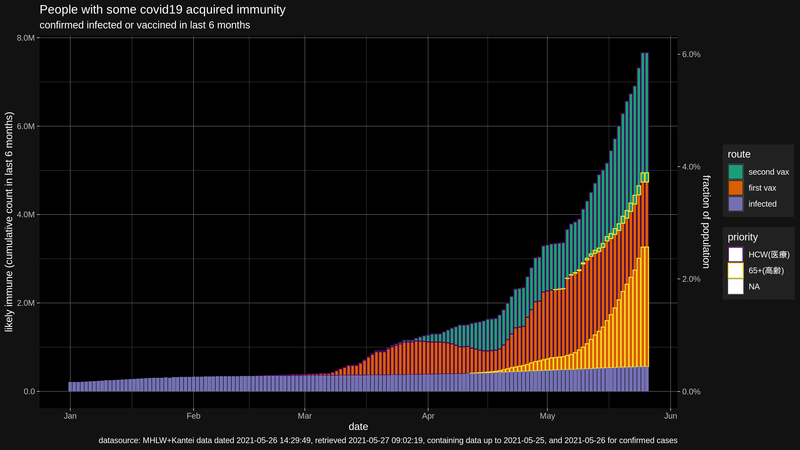 People with some covid19 acquired immunity
confirmed infected or vaccined in last 6 months
likely immune (cumulative count in last 6 months)
8.0M
6.0M
4.0M
2.0M
0.0
6.0%
4.0%
2.0%
0.0%
fraction of population
Jan
Feb
Mar
Apr
May
Jun
date
route
second vax
first vax
infected
priority
HCW(医療)
65+(高齢)
NA
datasource: MHLW+Kantei data dated 2021-05-26 14:29:49, retrieved 2021-05-27 09:02:19, containing data up to 2021-05-25, and 2021-05-26 for confirmed cases